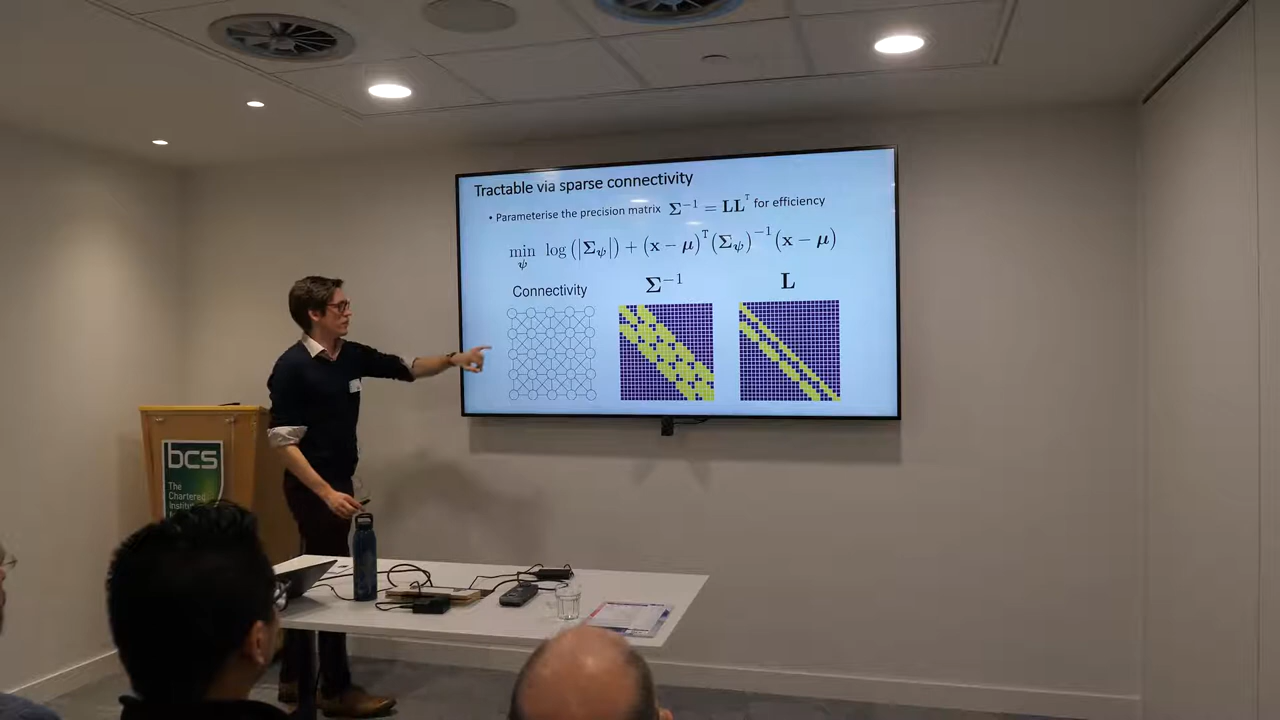 Tractable via sparse connectivity
• Parameterise the precision matrix Σ⁻¹ = LLᵀ for efficiency
min_ψ log(|Σ_ψ|) + (x − μ)ᵀ(Σ_ψ)⁻¹(x − μ)
Connectivity Σ⁻¹ L
bcs
The
Chartered